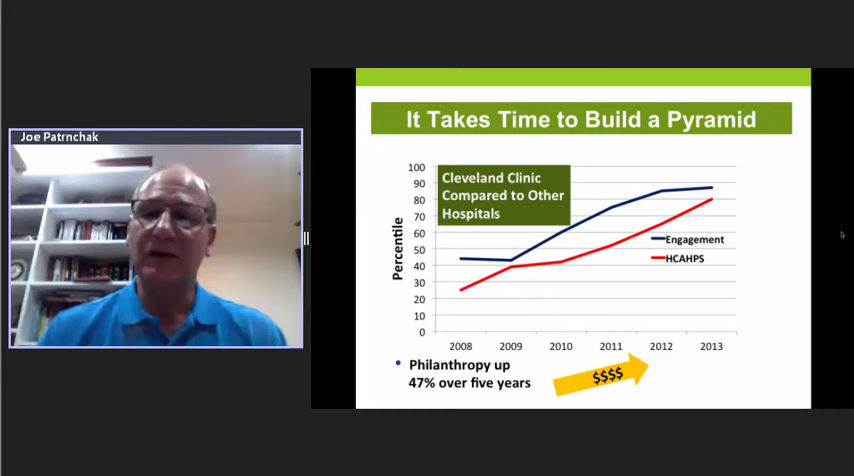 Joe Patrnchak
It Takes Time to Build a Pyramid
Cleveland Clinic
Compared to Other
Hospitals
Percentile
100
90
80
70
60
50
40
30
20
10
0
Engagement
HCAHPS
2008 2009 2010 2011 2012 2013
• Philanthropy up
47% over five years
$$$$